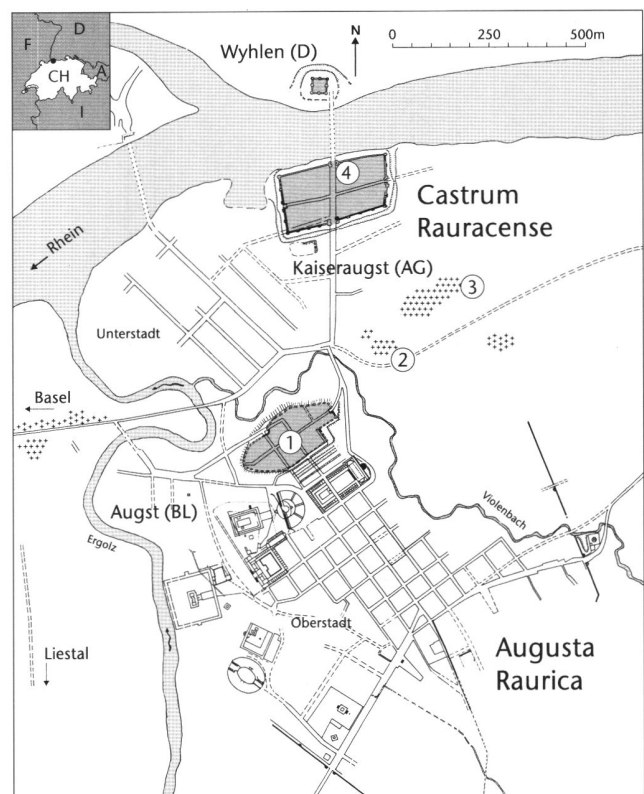 F
D
CH
A
I
Wyhlen (D)
N
0 250 500m
4
Castrum
Rauracense
Rhein
Kaiseraugst (AG)
3
Unterstadt
2
Basel
1
Augst (BL)
Violenbach
Ergolz
Oberstadt
Liestal
Augusta
Raurica